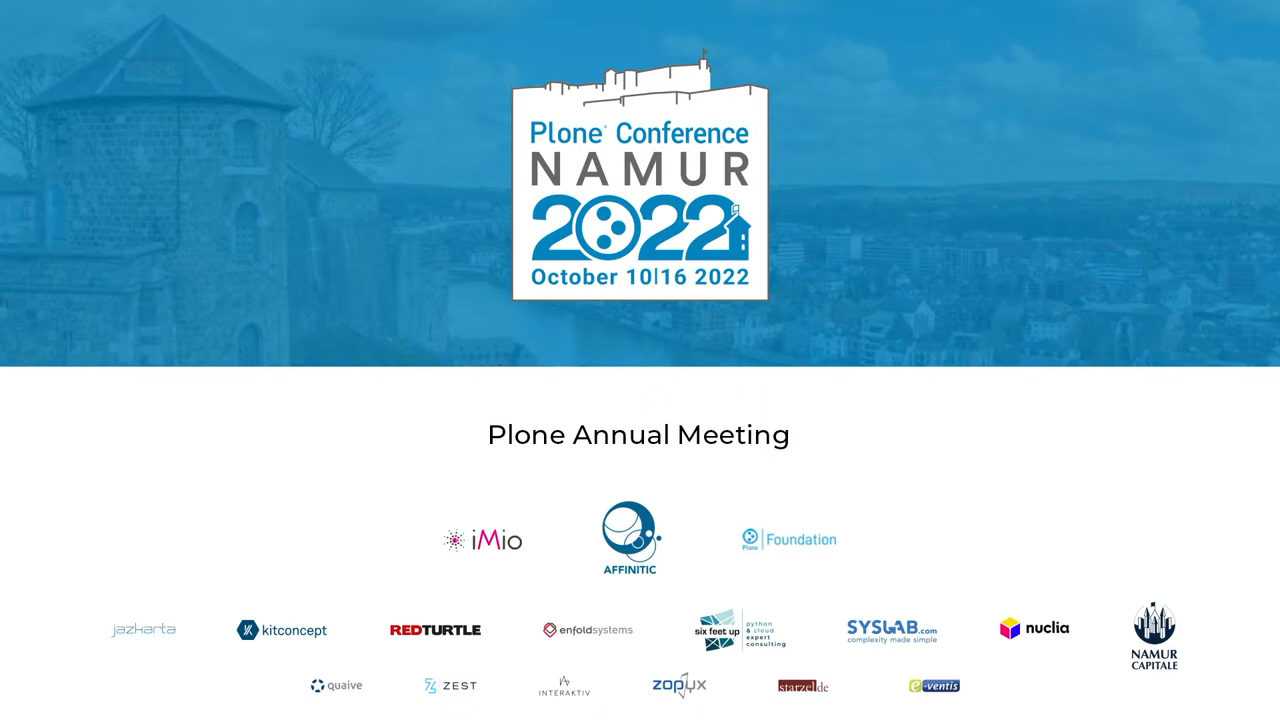 Plone® Conference
NAMUR
2022
October 10|16 2022
Plone Annual Meeting
iMio
AFFINITIC
Plone
Foundation
jazkarta
kitconcept
REDTURTLE
enfoldsystems
six feet up
python
& cloud
expert
consulting
SYSLAB.com
complexity made simple
nuclia
NAMUR
CAPITALE
quaive
ZEST
INTERAKTIV
zopyx
starzel.de
e-ventis